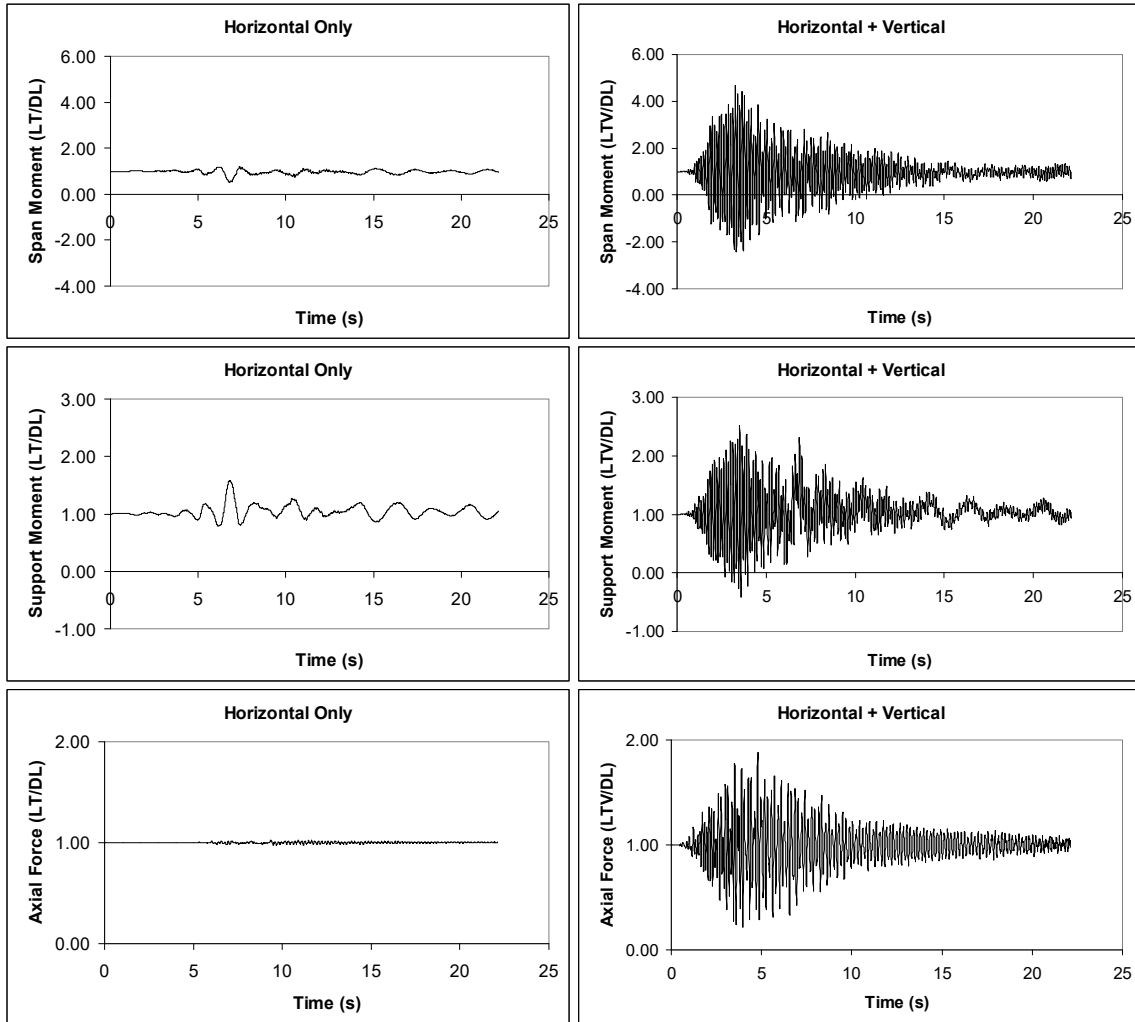 Horizontal Only
6.00
4.00
2.00
0.00
-2.00
-4.00
0 5 10 15 20 25
Span Moment (LT/DL)
Time (s)
Horizontal + Vertical
6.00
4.00
2.00
0.00
-2.00
-4.00
0 5 10 15 20 25
Span Moment (LTV/DL)
Time (s)
Horizontal Only
3.00
2.00
1.00
0.00
-1.00
0 5 10 15 20 25
Support Moment (LT/DL)
Time (s)
Horizontal + Vertical
3.00
2.00
1.00
0.00
-1.00
0 5 10 15 20 25
Support Moment (LTV/DL)
Time (s)
Horizontal Only
2.00
1.00
0.00
0 5 10 15 20 25
Axial Force (LT/DL)
Time (s)
Horizontal + Vertical
2.00
1.00
0.00
0 5 10 15 20 25
Axial Force (LTV/DL)
Time (s)